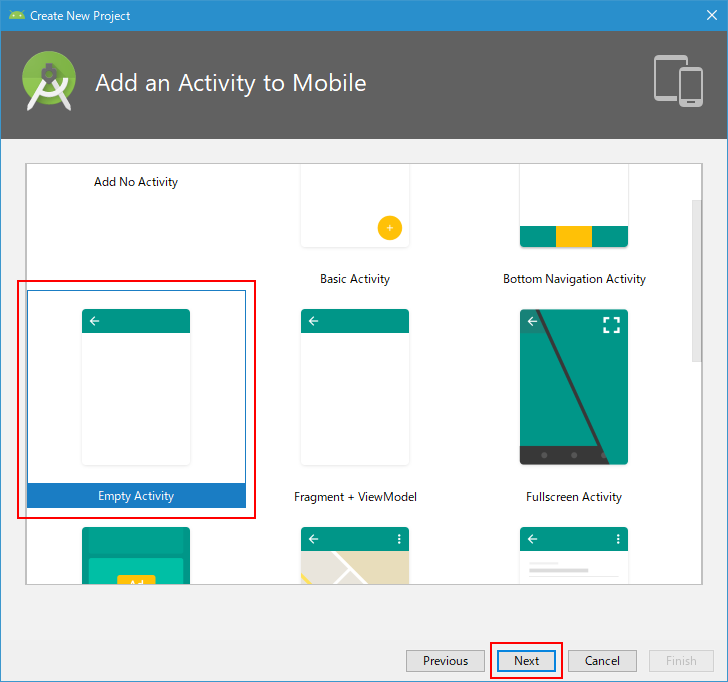 Create New Project
Add an Activity to Mobile
Add No Activity
Basic Activity
Bottom Navigation Activity
Empty Activity
Fragment + ViewModel
Fullscreen Activity
Ad
Previous
Next
Cancel
Finish